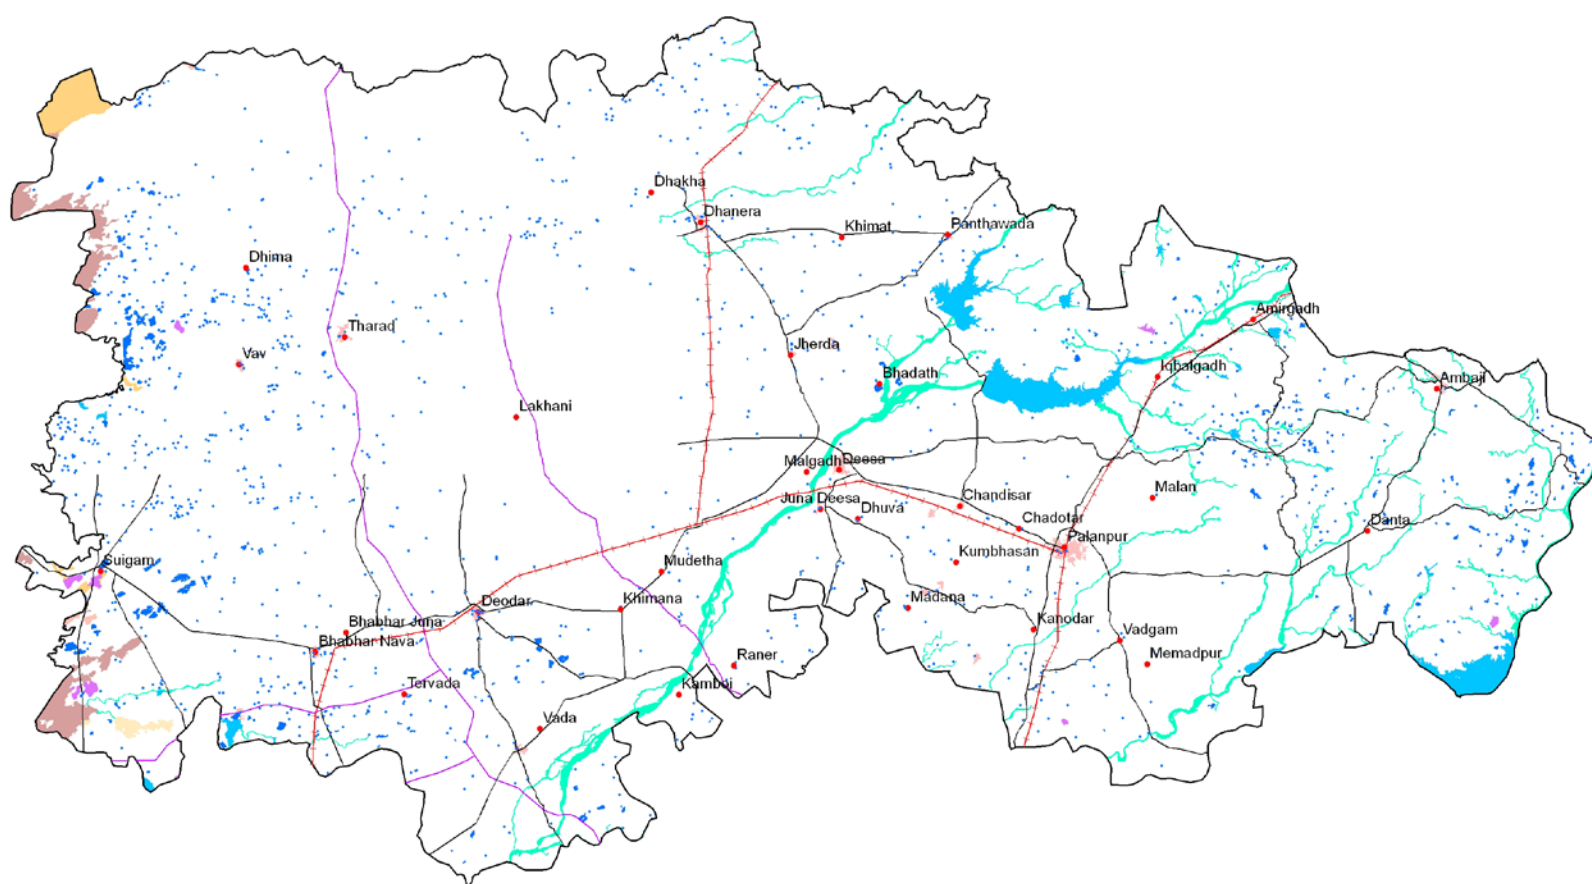 Dhakha
Dhanera
Khimat
Panthawada
Dhima
Amirgadh
Tharad
Jherda
Vav
Iqbalgadh
Bhadath
Ambaji
Lakhani
Malgadh
Deesa
Malan
Juna Deesa
Chandisar
Dhuva
Chadotar
Danta
Palanpur
Kumbhasan
Suigam
Mudetha
Deodar
Khimana
Madana
Bhabhar Juna
Kanodar
Bhabhar Nava
Vadgam
Raner
Memadpur
Tervada
Kamboi
Vada